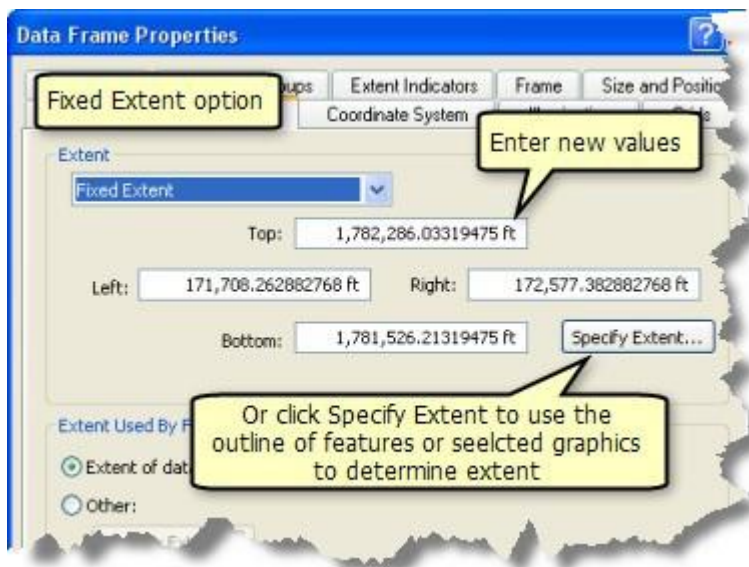 Data Frame Properties
?
Fixed Extent option
ups
Extent Indicators
Frame
Size and Positio
Coordinate System
Enter new values
Extent
Fixed Extent
Top:
1,782,286.03319475 ft
Left:
171,708.262882768 ft
Right:
172,577.382882768 ft
Bottom:
1,781,526.21319475 ft
Specify Extent...
Or click Specify Extent to use the
outline of features or seelcted graphics
to determine extent
Extent Used By F
Extent of dat
Other: